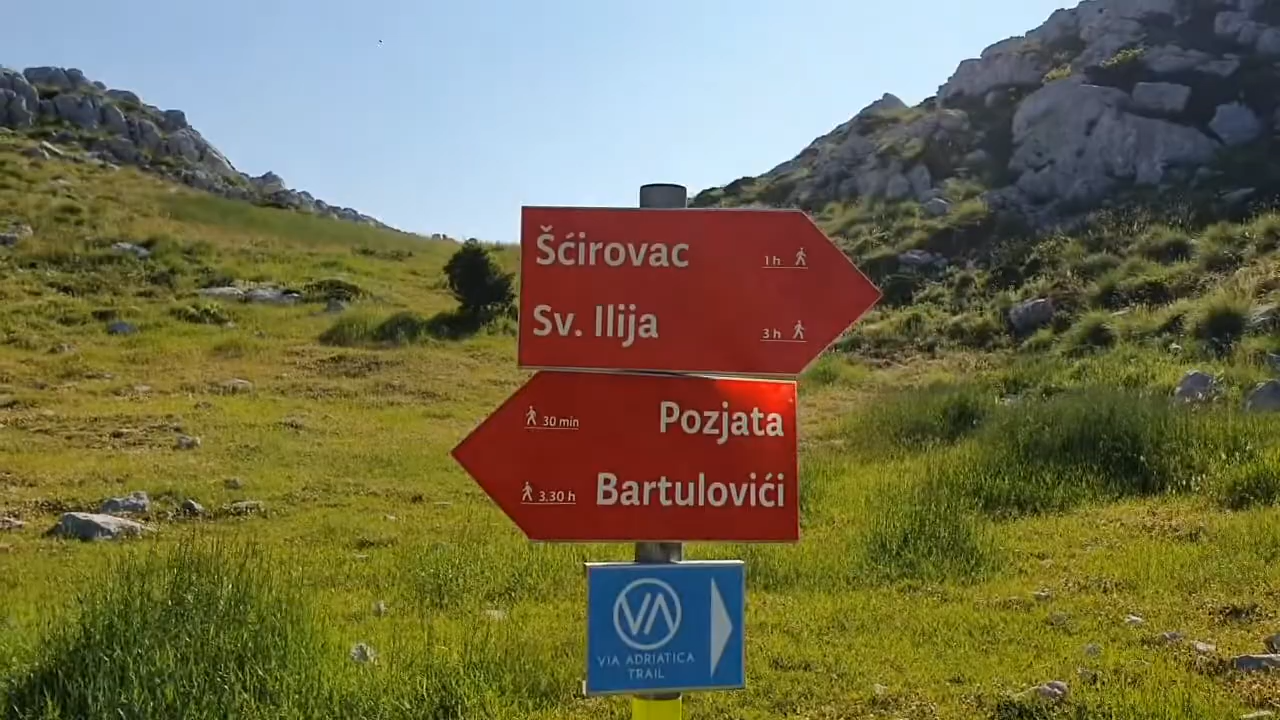 Šćirovac 1 h
Sv. Ilija 3 h
30 min Pozjata
3.30 h Bartulovići
VIA ADRIATICA
TRAIL